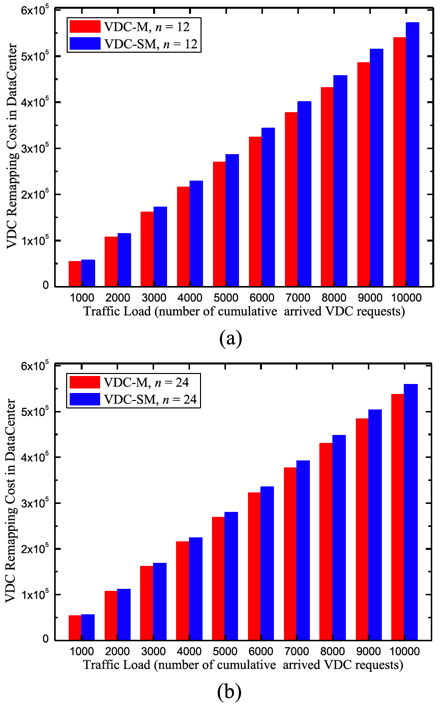 VDC Remapping Cost in DataCenter
6x10⁵
5x10⁵
4x10⁵
3x10⁵
2x10⁵
1x10⁵
0
VDC-M, n = 12
VDC-SM, n = 12
1000 2000 3000 4000 5000 6000 7000 8000 9000 10000
Traffic Load (number of cumulative arrived VDC requests)
(a)
VDC Remapping Cost in DataCenter
6x10⁵
5x10⁵
4x10⁵
3x10⁵
2x10⁵
1x10⁵
0
VDC-M, n = 24
VDC-SM, n = 24
1000 2000 3000 4000 5000 6000 7000 8000 9000 10000
Traffic Load (number of cumulative arrived VDC requests)
(b)